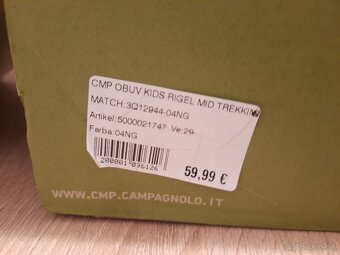 CMP OBUV KIDS RIGEL MID TREKKING
MATCH:3Q12944-04NG
Artikel:5000021747 Ve:29
Farba:04NG
59,99 €
WWW.CMP.CAMPAGNOLO.IT